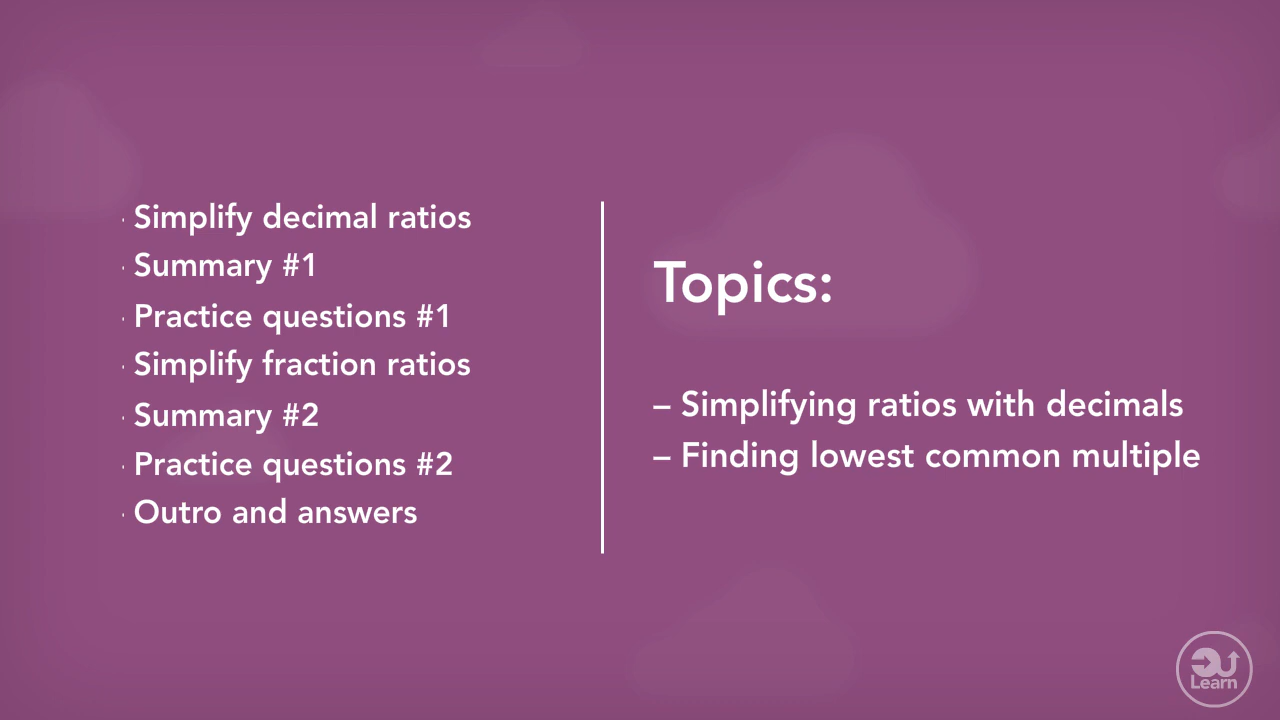 · Simplify decimal ratios
· Summary #1
· Practice questions #1
· Simplify fraction ratios
· Summary #2
· Practice questions #2
· Outro and answers
Topics:
– Simplifying ratios with decimals
– Finding lowest common multiple
Learn